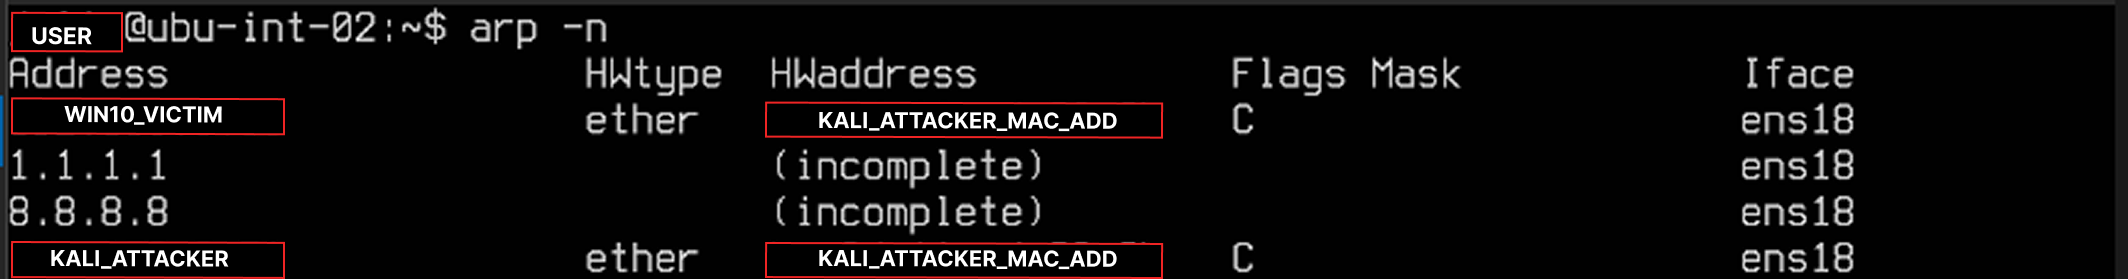 USER @ubu-int-02:~$ arp -n
Address HWtype HWaddress Flags Mask Iface
WIN10_VICTIM ether KALI_ATTACKER_MAC_ADD C ens18
1.1.1.1 (incomplete) ens18
8.8.8.8 (incomplete) ens18
KALI_ATTACKER ether KALI_ATTACKER_MAC_ADD C ens18